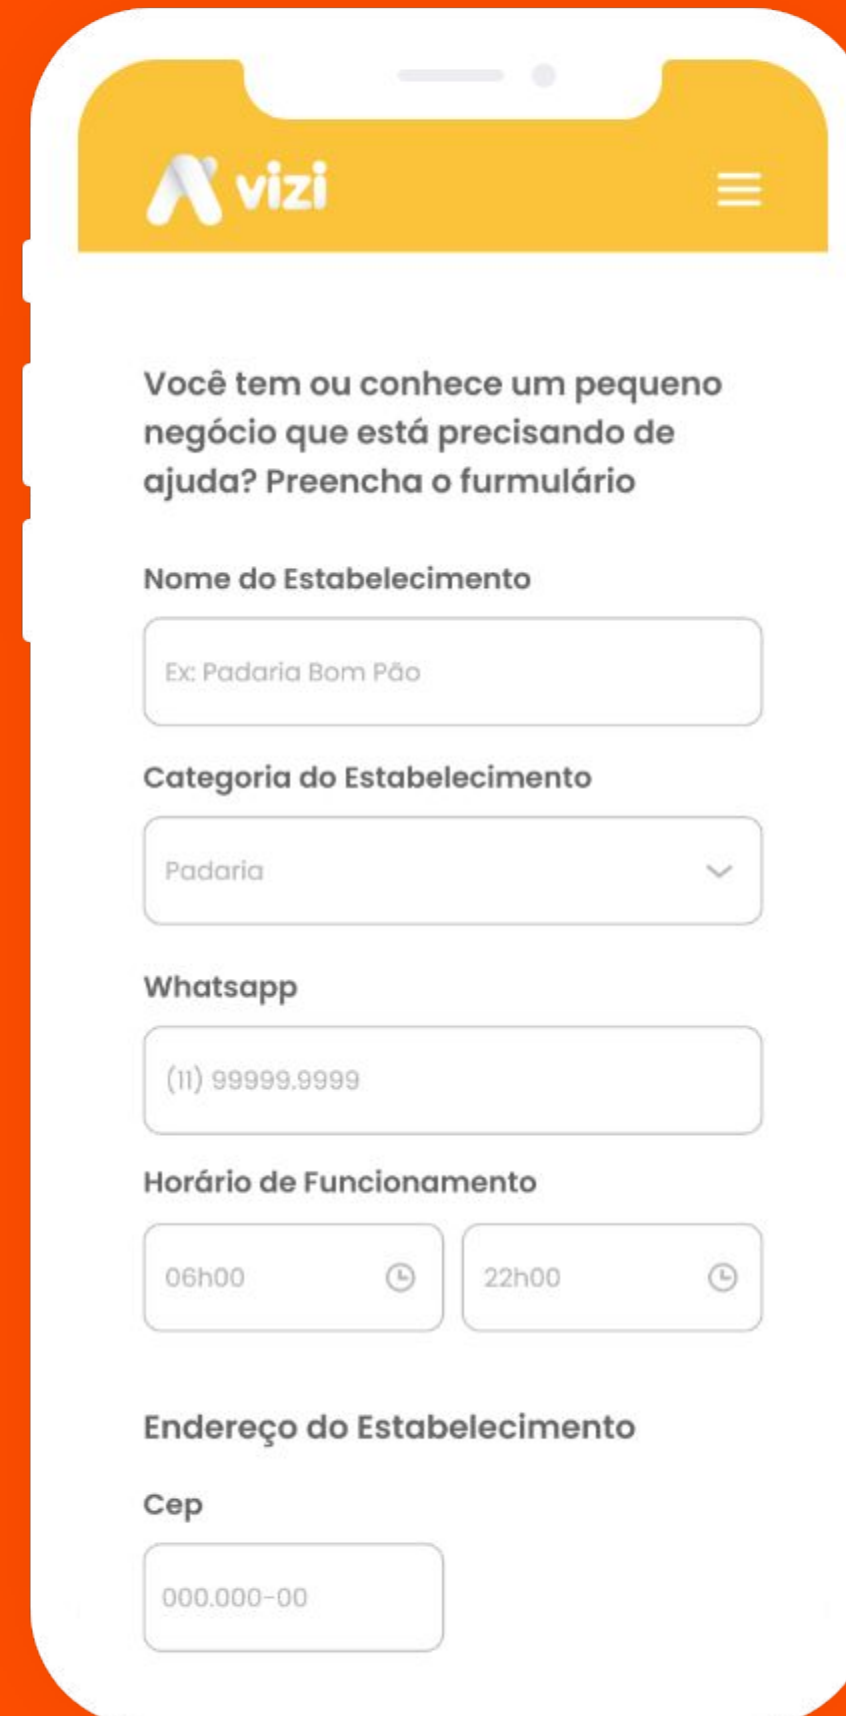 vizi
Você tem ou conhece um pequeno
negócio que está precisando de
ajuda? Preencha o furmulário
Nome do Estabelecimento
Ex: Padaria Bom Pão
Categoria do Estabelecimento
Padaria
Whatsapp
(11) 99999.9999
Horário de Funcionamento
06h00 22h00
Endereço do Estabelecimento
Cep
000.000-00